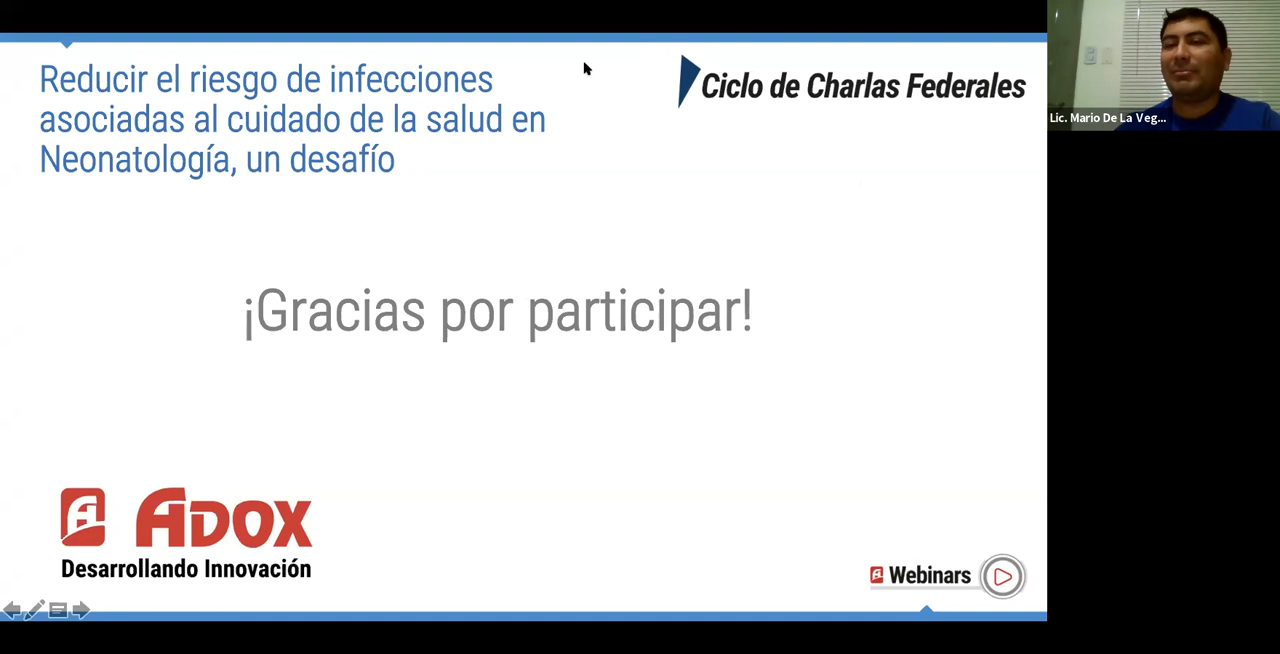 Reducir el riesgo de infecciones
asociadas al cuidado de la salud en
Neonatología, un desafío
Ciclo de Charlas Federales
Lic. Mario De La Veg...
¡Gracias por participar!
ADOX
Desarrollando Innovación
Webinars